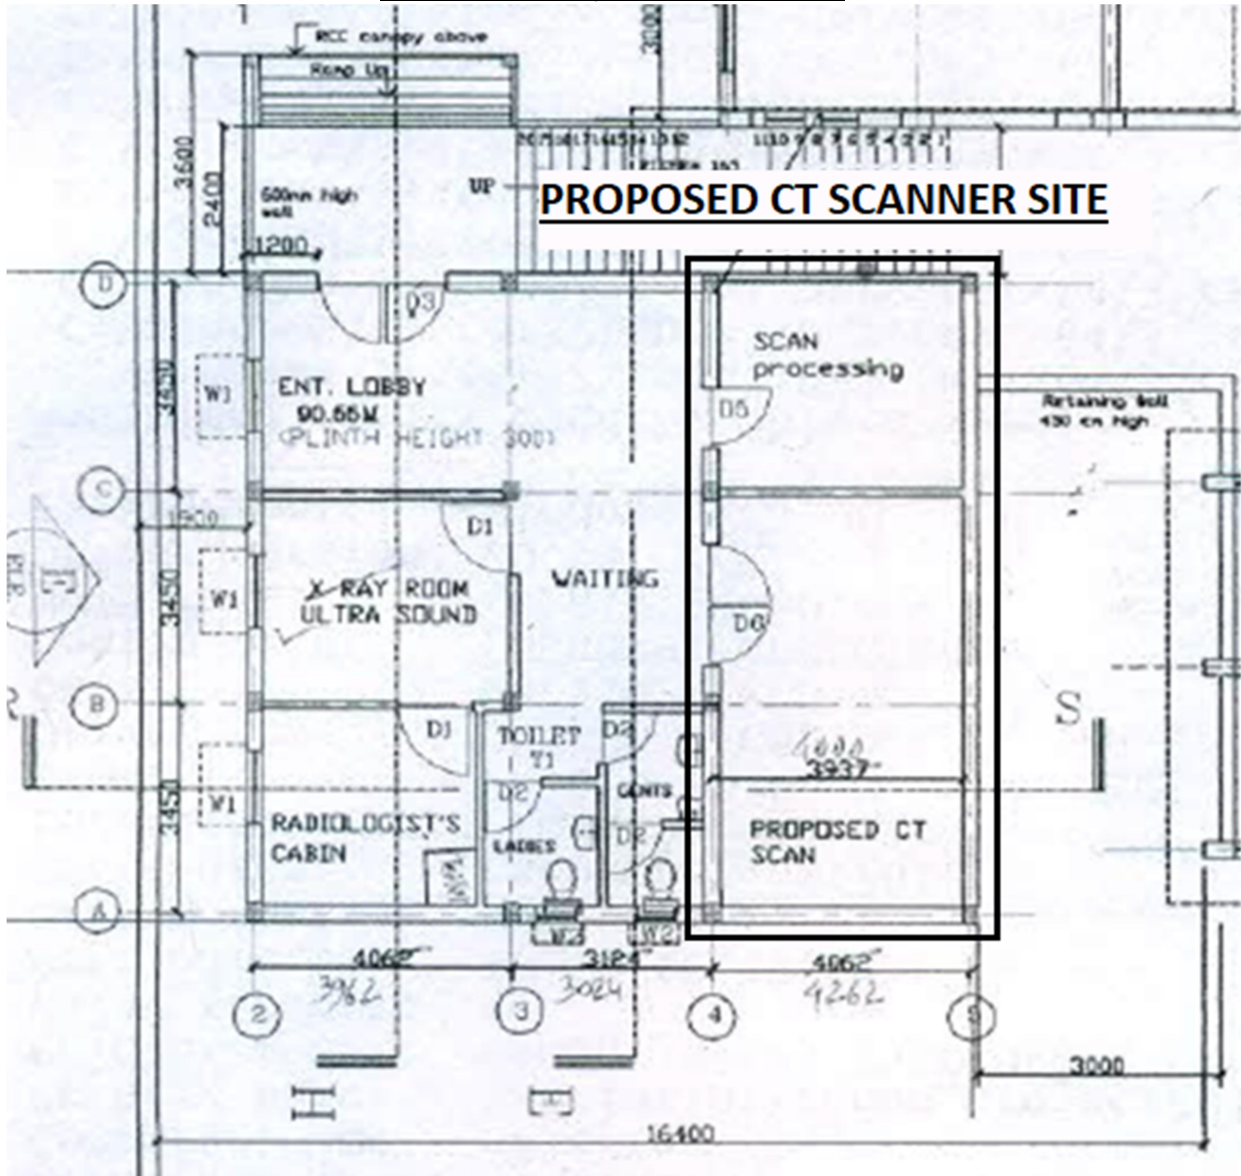 3000
RCC canopy above
Ramp Up
3600
2400
600mm high
wall
1200
UP
PROPOSED CT SCANNER SITE
D
D3
SCAN
processing
W1
ENT. LOBBY
90.65M
(PLINTH HEIGHT 300)
D5
Retaining Wall
430 cm high
C
1900
D1
E
3450
W1
X-RAY ROOM
ULTRA SOUND
WAITING
D6
B
D1
TOILET
T1
D2
S
4000
3937
3450
W1
D2
GENTS
RADIOLOGIST'S
CABIN
LADIES
D2
PROPOSED CT
SCAN
A
W2
W2
4062
3124
4062
3962
3024
4262
2
3
4
5
3000
16400